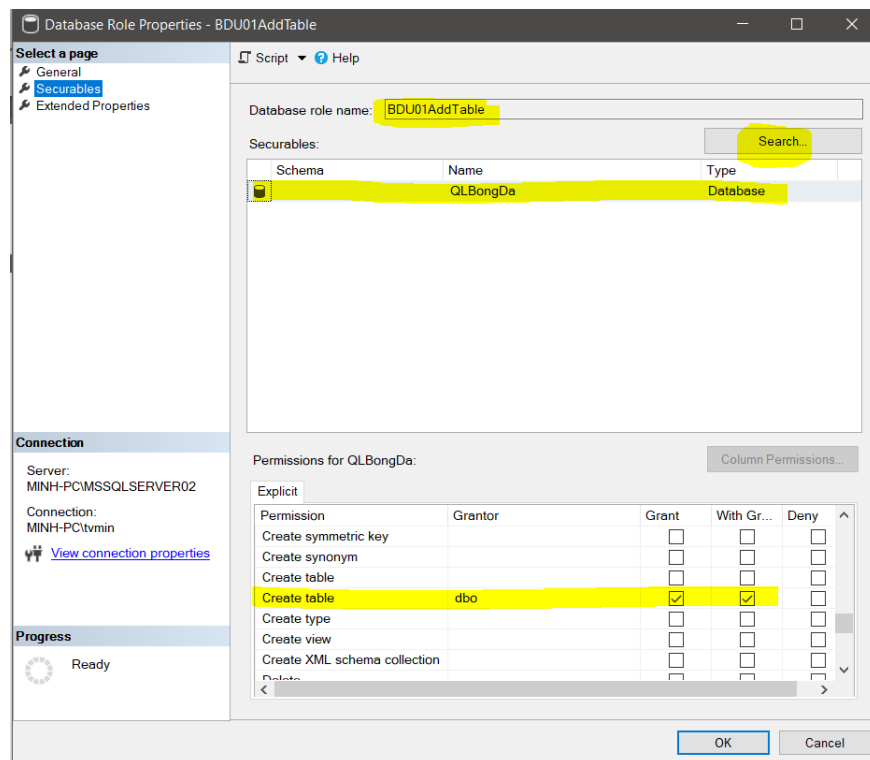 Database Role Properties - BDU01AddTable
Select a page
General
Securables
Extended Properties
Script
Help
Database role name: BDU01AddTable
Securables:
Search...
Schema Name Type
QLBongDa Database
Connection
Server:
MINH-PC\MSSQLSERVER02
Connection:
MINH-PC\tvmin
View connection properties
Progress
Ready
Permissions for QLBongDa:
Column Permissions...
Explicit
Permission Grantor Grant With Gr... Deny
Create symmetric key
Create synonym
Create table
Create table dbo
Create type
Create view
Create XML schema collection
Delete
OK Cancel